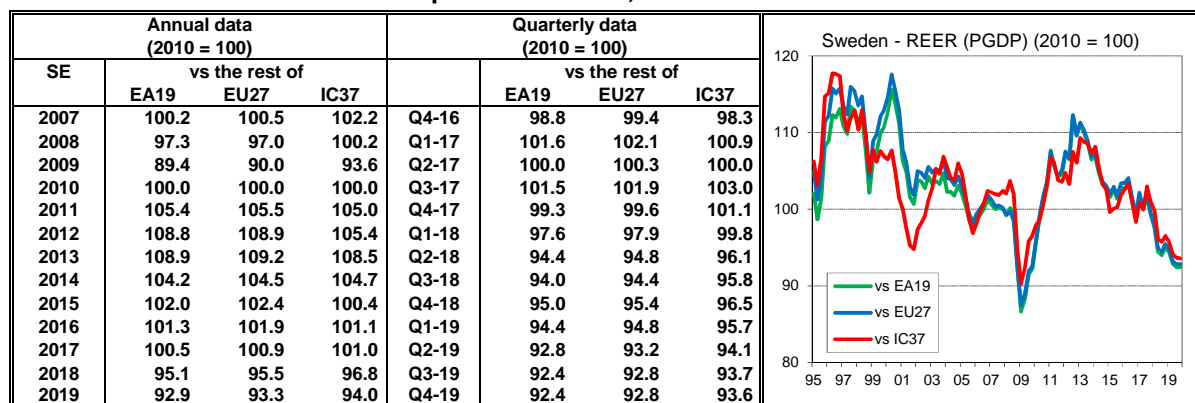 Annual data Quarterly data
(2010 = 100) (2010 = 100)
SE vs the rest of vs the rest of
EA19 EU27 IC37 EA19 EU27 IC37
2007 100.2 100.5 102.2 Q4-16 98.8 99.4 98.3
2008 97.3 97.0 100.2 Q1-17 101.6 102.1 100.9
2009 89.4 90.0 93.6 Q2-17 100.0 100.3 100.0
2010 100.0 100.0 100.0 Q3-17 101.5 101.9 103.0
2011 105.4 105.5 105.0 Q4-17 99.3 99.6 101.1
2012 108.8 108.9 105.4 Q1-18 97.6 97.9 99.8
2013 108.9 109.2 108.5 Q2-18 94.4 94.8 96.1
2014 104.2 104.5 104.7 Q3-18 94.0 94.4 95.8
2015 102.0 102.4 100.4 Q4-18 95.0 95.4 96.5
2016 101.3 101.9 101.1 Q1-19 94.4 94.8 95.7
2017 100.5 100.9 101.0 Q2-19 92.8 93.2 94.1
2018 95.1 95.5 96.8 Q3-19 92.4 92.8 93.7
2019 92.9 93.3 94.0 Q4-19 92.4 92.8 93.6
Sweden - REER (PGDP) (2010 = 100)
120
110
100
90
80
vs EA19
vs EU27
vs IC37
95 97 99 01 03 05 07 09 11 13 15 17 19